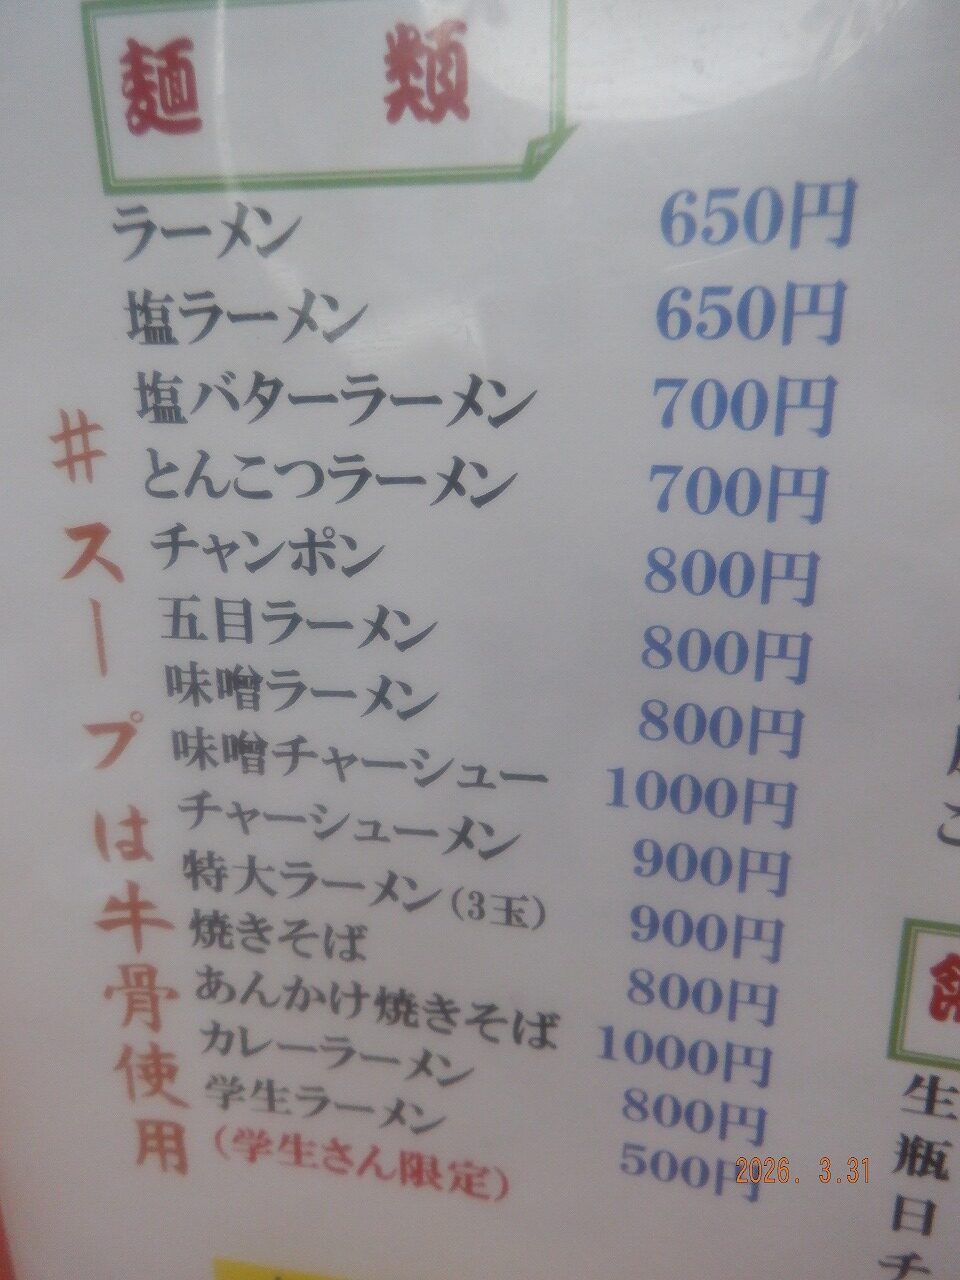 麺類
ラーメン 650円
塩ラーメン 650円
塩バターラーメン 700円
とんこつラーメン 700円
チャンポン 800円
五目ラーメン 800円
味噌ラーメン 800円
味噌チャーシュー 1000円
チャーシューメン 900円
特大ラーメン(3玉) 900円
焼きそば 800円
あんかけ焼きそば 1000円
カレーラーメン 800円
学生ラーメン 500円
(学生さん限定)
#スープは牛骨使用
生
瓶
日
チ
2026. 3.31